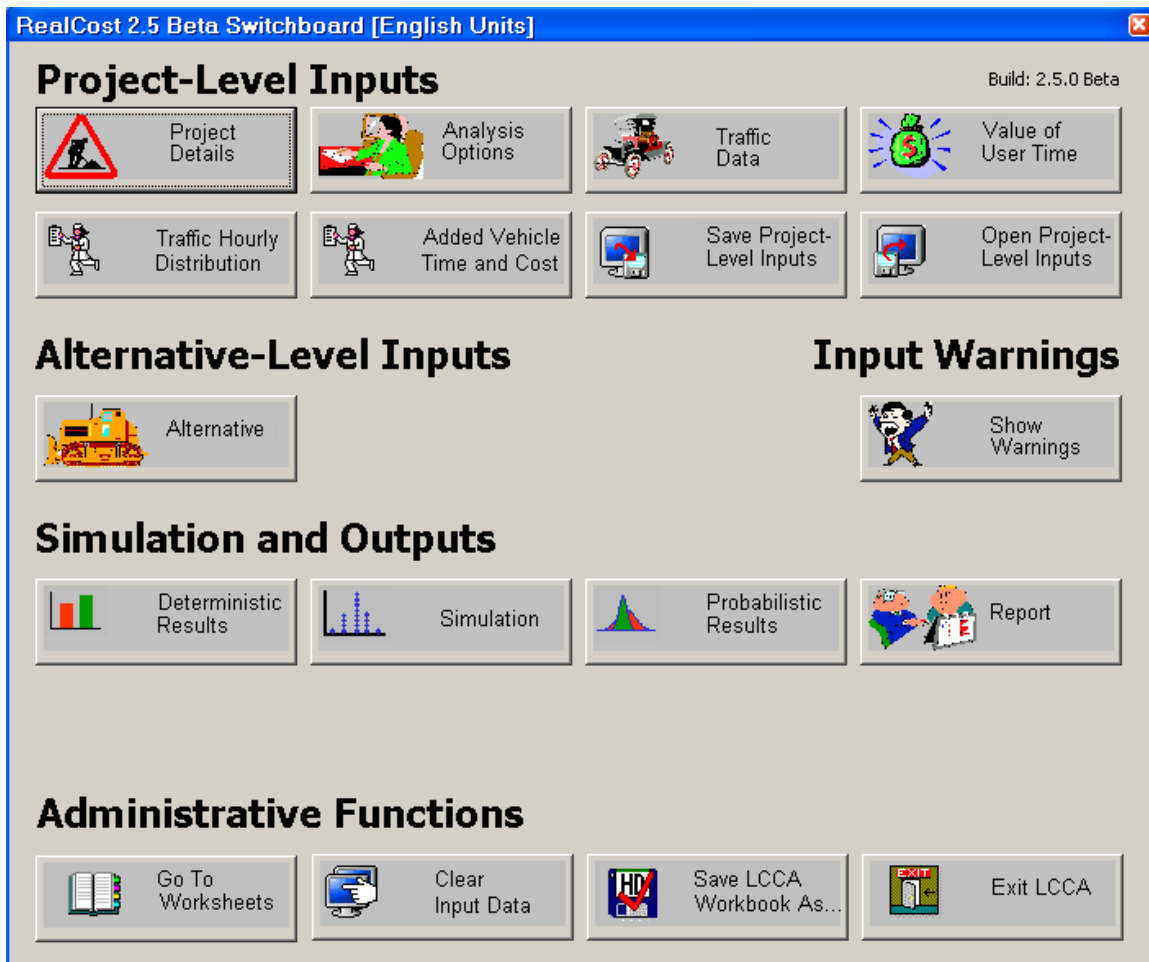 RealCost 2.5 Beta Switchboard [English Units]
Project-Level Inputs
Build: 2.5.0 Beta
Project
Details
Analysis
Options
Traffic
Data
Value of
User Time
Traffic Hourly
Distribution
Added Vehicle
Time and Cost
Save Project-
Level Inputs
Open Project-
Level Inputs
Alternative-Level Inputs
Input Warnings
Alternative
Show
Warnings
Simulation and Outputs
Deterministic
Results
Simulation
Probabilistic
Results
Report
Administrative Functions
Go To
Worksheets
Clear
Input Data
HD
Save LCCA
Workbook As...
EXIT
Exit LCCA